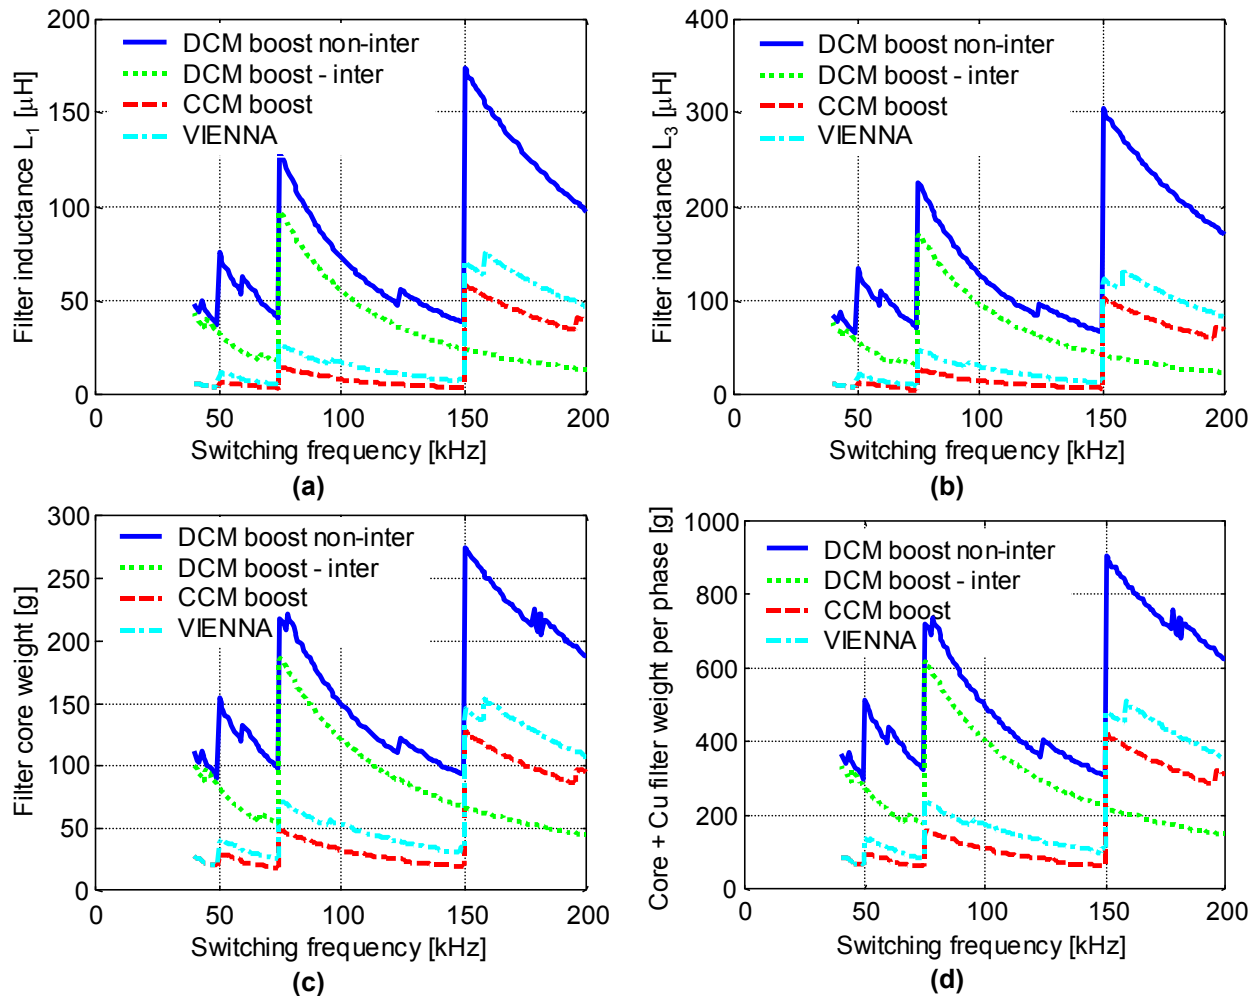 Filter inductance L₁ [μH]
200
150
100
50
0
DCM boost non-inter
DCM boost - inter
CCM boost
VIENNA
0 50 100 150 200
Switching frequency [kHz]
(a)
Filter inductance L₃ [μH]
400
300
200
100
0
DCM boost non-inter
DCM boost - inter
CCM boost
VIENNA
0 50 100 150 200
Switching frequency [kHz]
(b)
Filter core weight [g]
300
250
200
150
100
50
0
DCM boost non-inter
DCM boost - inter
CCM boost
VIENNA
0 50 100 150 200
Switching frequency [kHz]
(c)
Core + Cu filter weight per phase [g]
1000
800
600
400
200
0
DCM boost non-inter
DCM boost - inter
CCM boost
VIENNA
0 50 100 150 200
Switching frequency [kHz]
(d)